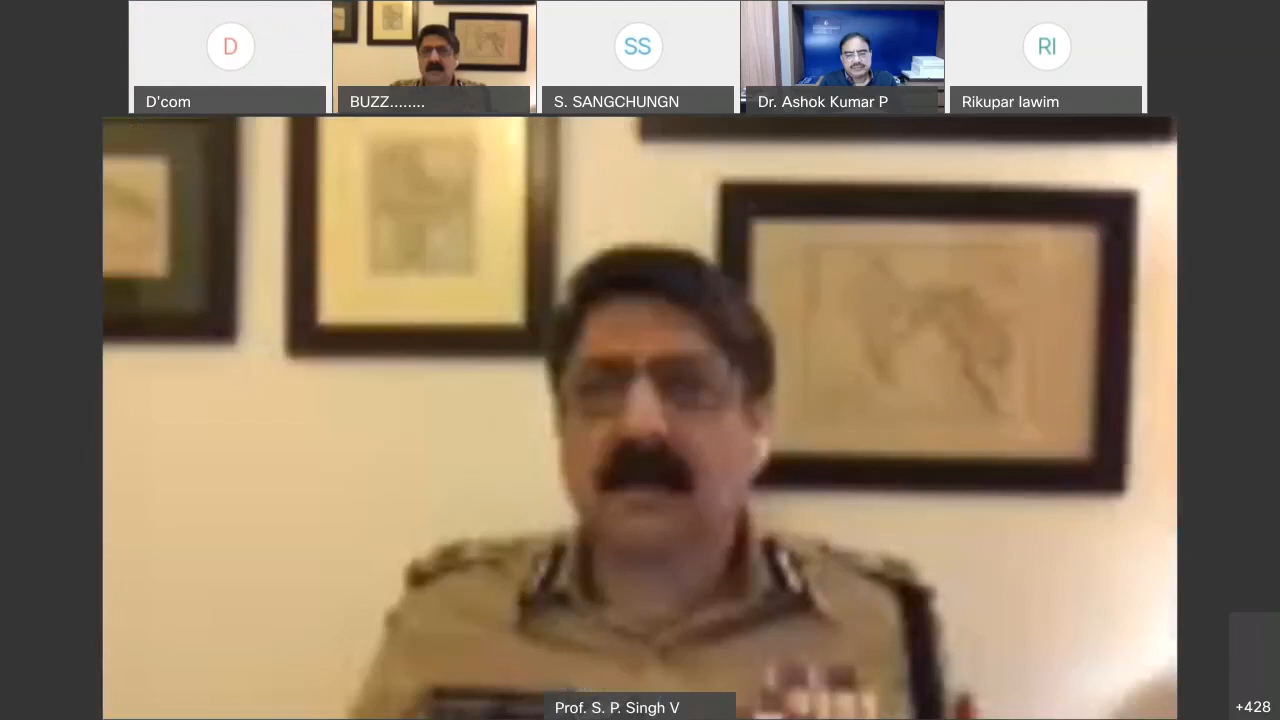 D
D'com
BUZZ........
SS
S. SANGCHUNGN
Dr. Ashok Kumar P
RI
Rikupar lawim
Prof. S. P. Singh V
+428